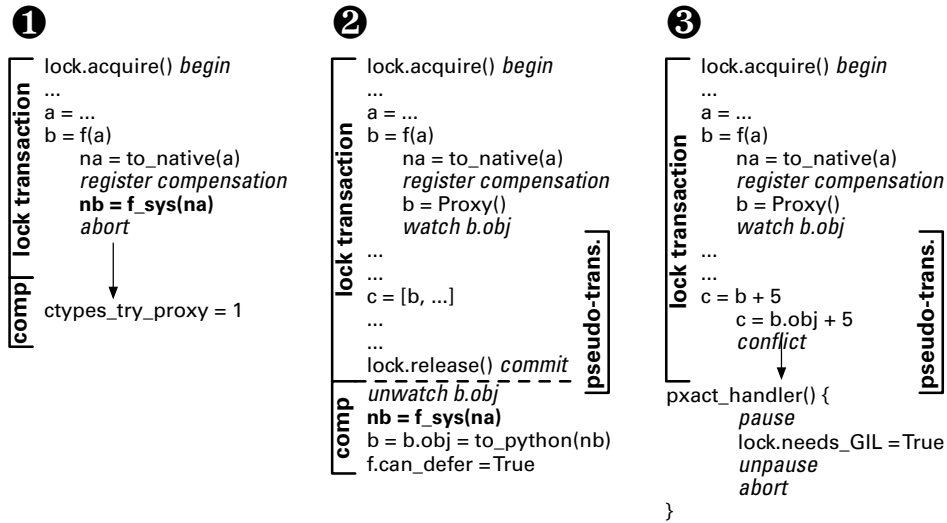 ❶
lock transaction
comp
lock.acquire() begin
...
a = ...
b = f(a)
na = to_native(a)
register compensation
nb = f_sys(na)
abort
ctypes_try_proxy = 1
❷
lock transaction
comp
pseudo-trans.
lock.acquire() begin
...
a = ...
b = f(a)
na = to_native(a)
register compensation
b = Proxy()
watch b.obj
...
...
c = [b, ...]
...
...
lock.release() commit
unwatch b.obj
nb = f_sys(na)
b = b.obj = to_python(nb)
f.can_defer = True
❸
lock transaction
pseudo-trans.
lock.acquire() begin
...
a = ...
b = f(a)
na = to_native(a)
register compensation
b = Proxy()
watch b.obj
...
...
c = b + 5
c = b.obj + 5
conflict
pxact_handler() {
pause
lock.needs_GIL = True
unpause
abort
}